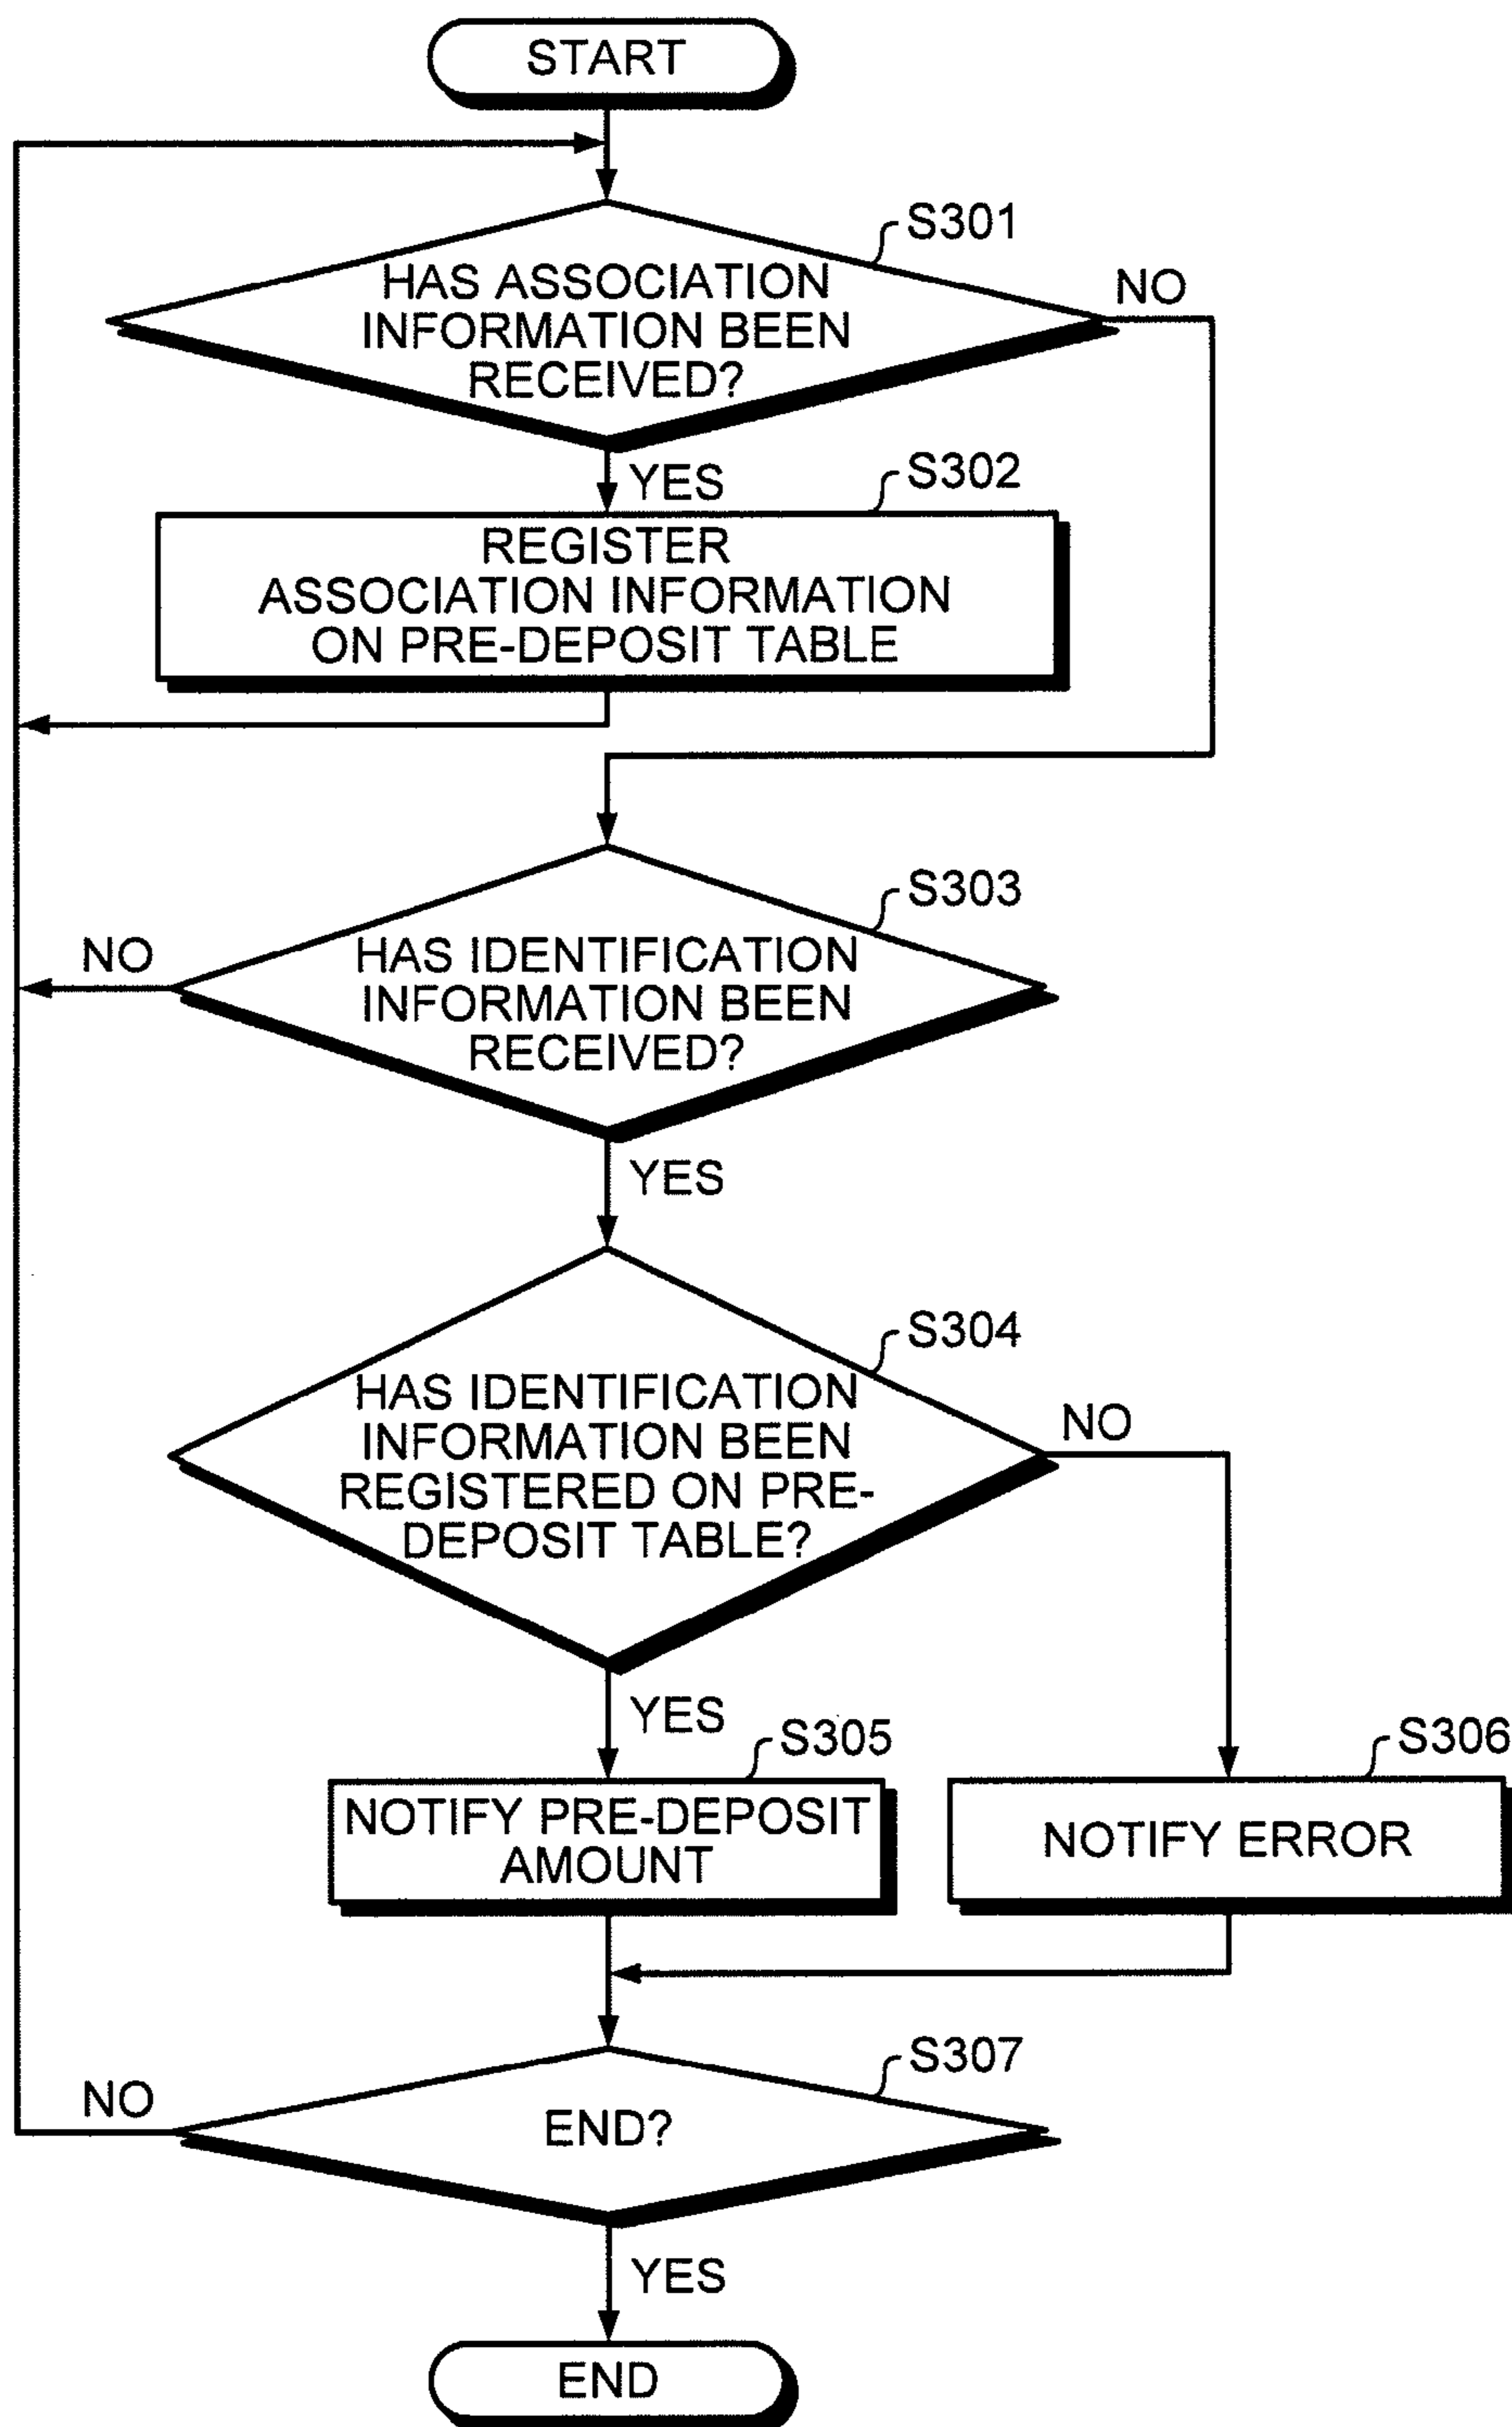 START
S301
HAS ASSOCIATION
INFORMATION BEEN
RECEIVED?
NO
YES
S302
REGISTER
ASSOCIATION INFORMATION
ON PRE-DEPOSIT TABLE
S303
NO
HAS IDENTIFICATION
INFORMATION BEEN
RECEIVED?
YES
S304
HAS IDENTIFICATION
INFORMATION BEEN
REGISTERED ON PRE-
DEPOSIT TABLE?
NO
YES
S305
NOTIFY PRE-DEPOSIT
AMOUNT
S306
NOTIFY ERROR
S307
NO
END?
YES
END